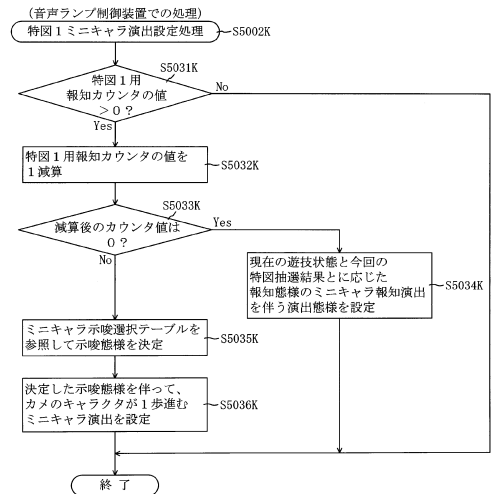 （音声ランプ制御装置での処理）
特図１ミニキャラ演出設定処理
S5002K
S5031K
特図１用
報知カウンタの値
＞０？
No
Yes
特図１用報知カウンタの値を
１減算
S5032K
S5033K
減算後のカウンタ値は
０？
Yes
No
現在の遊技状態と今回の
特図抽選結果とに応じた
報知態様のミニキャラ報知演出
を伴う演出態様を設定
S5034K
ミニキャラ示唆選択テーブルを
参照して示唆態様を決定
S5035K
決定した示唆態様を伴って、
カメのキャラクタが１歩進む
ミニキャラ演出を設定
S5036K
終了